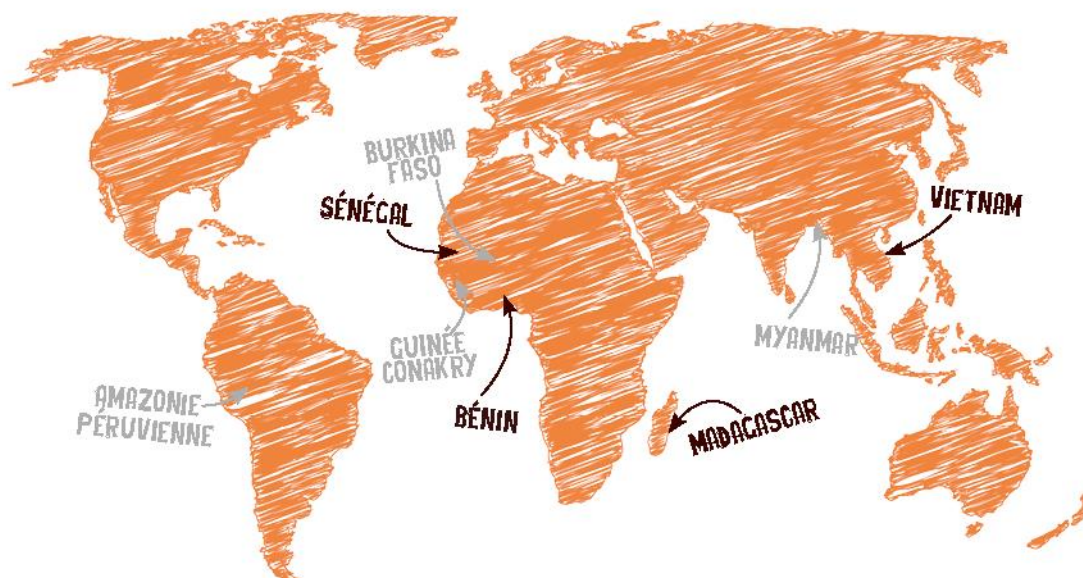 BURKINA
FASO
SÉNÉGAL
VIETNAM
GUINÉE
CONAKRY
MYANMAR
AMAZONIE
PÉRUVIENNE
BÉNIN
MADAGASCAR